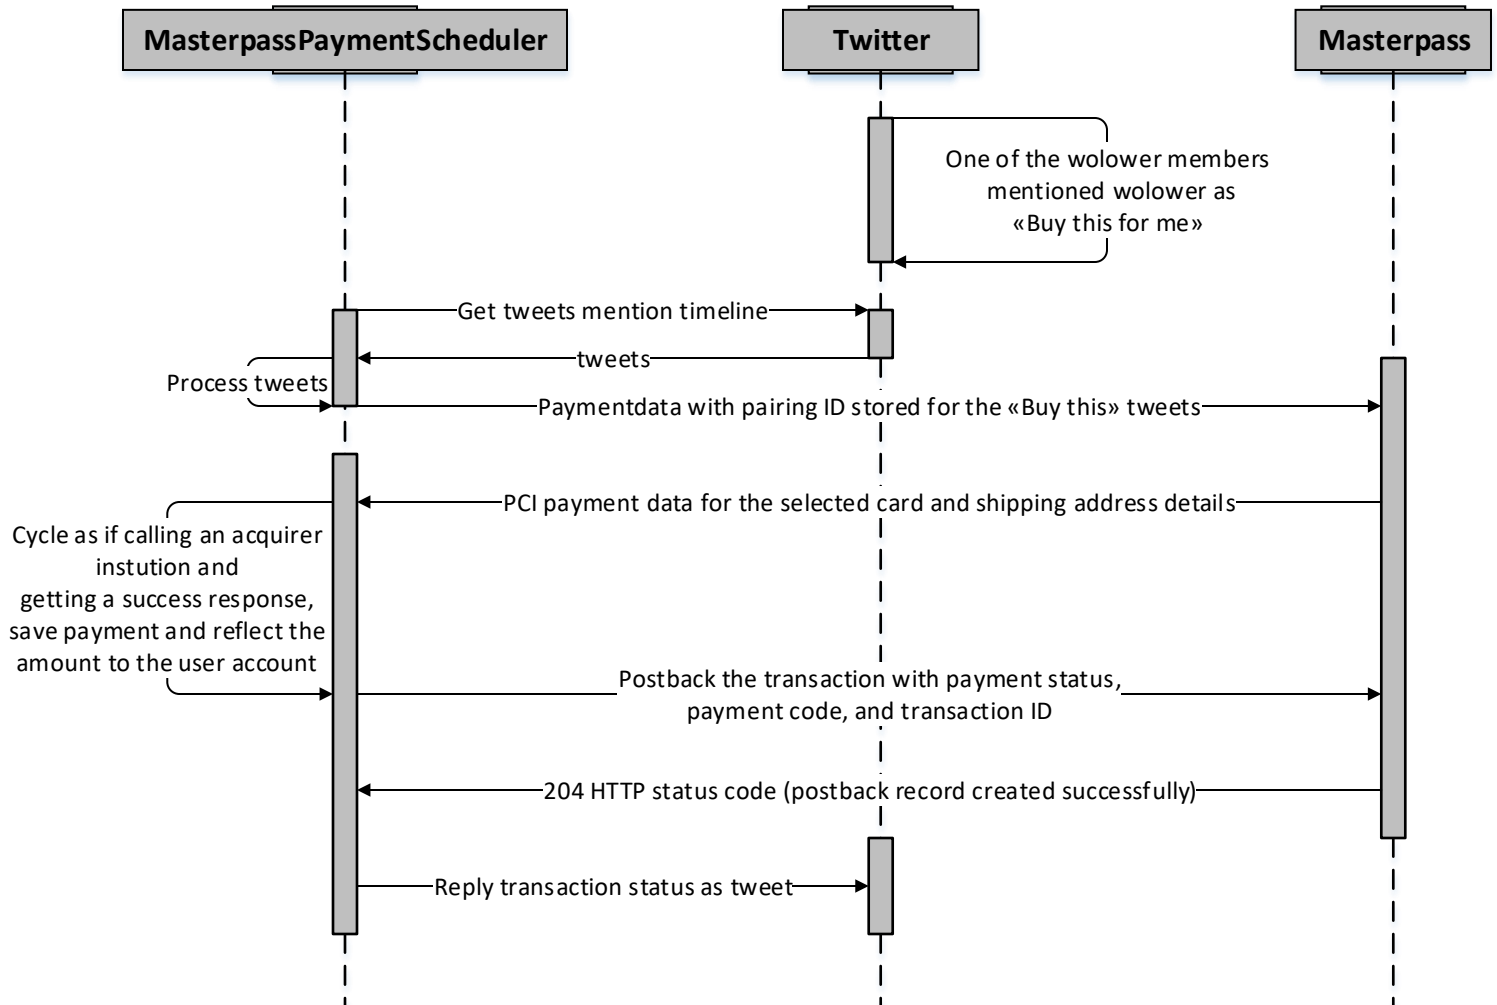 MasterpassPaymentScheduler
Twitter
Masterpass
One of the wolower members
mentioned wolower as
«Buy this for me»
Get tweets mention timeline
tweets
Process tweets
Paymentdata with pairing ID stored for the «Buy this» tweets
PCI payment data for the selected card and shipping address details
Cycle as if calling an acquirer
instution and
getting a success response,
save payment and reflect the
amount to the user account
Postback the transaction with payment status,
payment code, and transaction ID
204 HTTP status code (postback record created successfully)
Reply transaction status as tweet